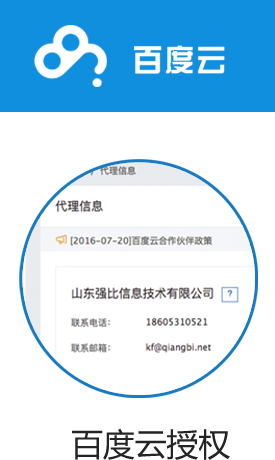 百度云
代理信息
代理信息
[2016-07-20]百度云合作伙伴政策
山东强比信息技术有限公司 ?
联系电话： 18605310521
联系邮箱： kf@qiangbi.net
百度云授权